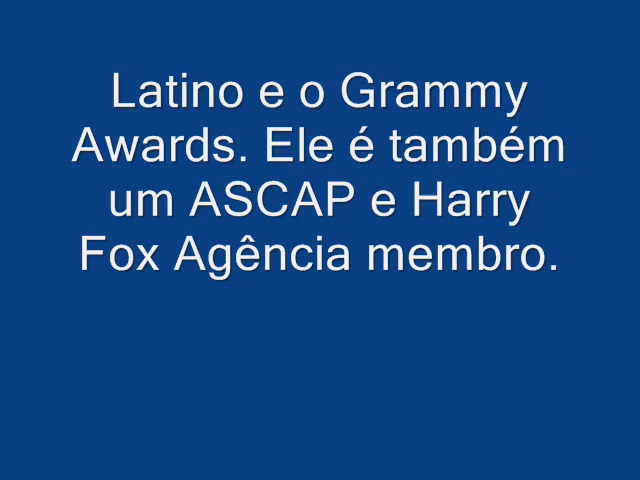 Latino e o Grammy
Awards. Ele é também
um ASCAP e Harry
Fox Agência membro.